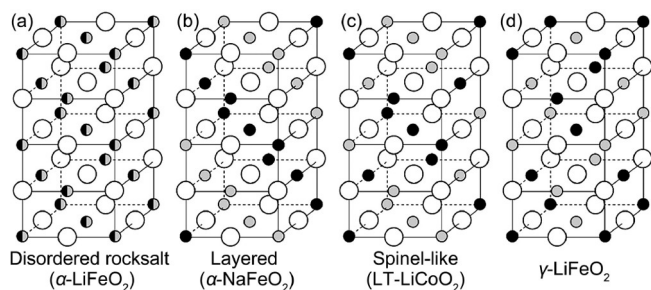 (a) (b) (c) (d)
Disordered rocksalt
(α-LiFeO₂)
Layered
(α-NaFeO₂)
Spinel-like
(LT-LiCoO₂)
γ-LiFeO₂